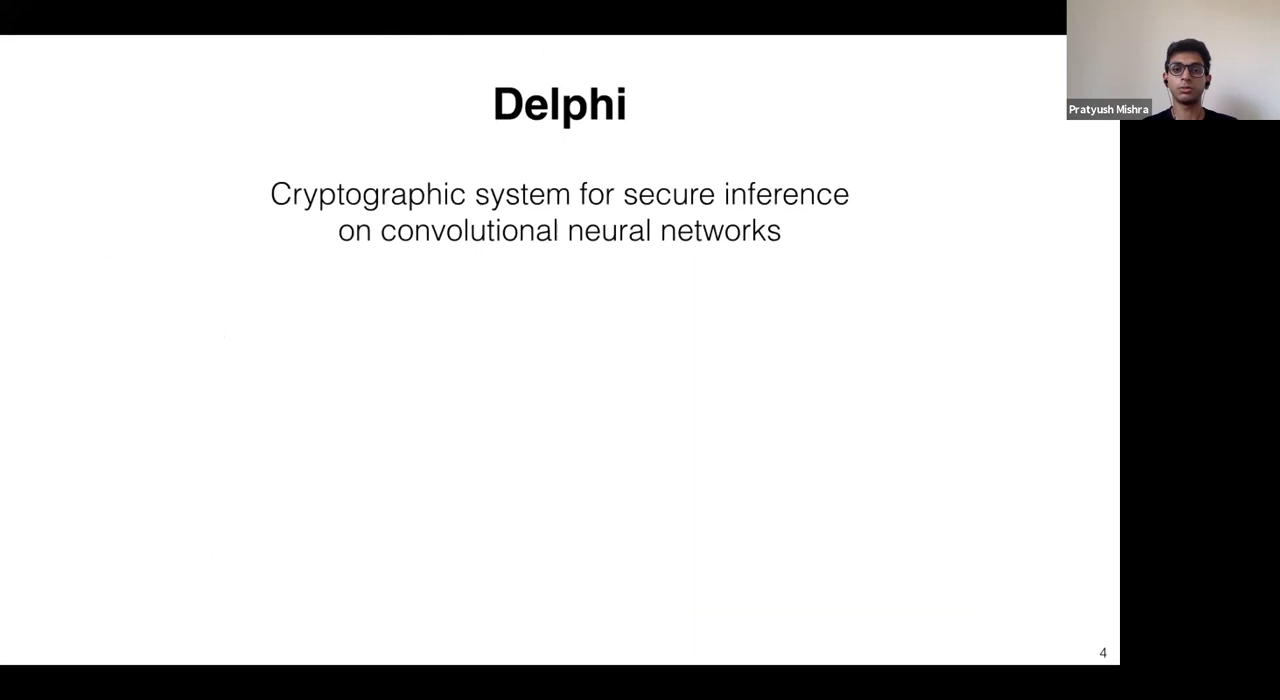 Delphi
Pratyush Mishra
Cryptographic system for secure inference
on convolutional neural networks
4